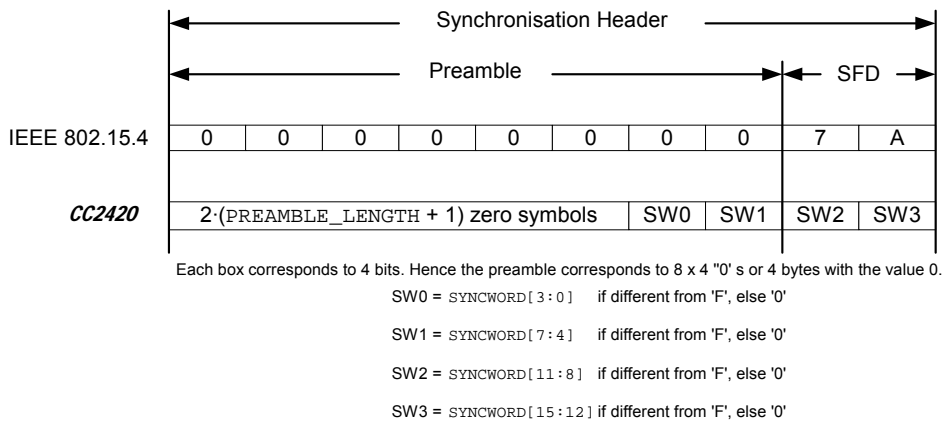 Synchronisation Header
Preamble
SFD
IEEE 802.15.4 0 0 0 0 0 0 0 0 7 A
CC2420 2·(PREAMBLE_LENGTH + 1) zero symbols SW0 SW1 SW2 SW3
Each box corresponds to 4 bits. Hence the preamble corresponds to 8 x 4 "0' s or 4 bytes with the value 0.
SW0 = SYNCWORD[3:0] if different from 'F', else '0'
SW1 = SYNCWORD[7:4] if different from 'F', else '0'
SW2 = SYNCWORD[11:8] if different from 'F', else '0'
SW3 = SYNCWORD[15:12] if different from 'F', else '0'